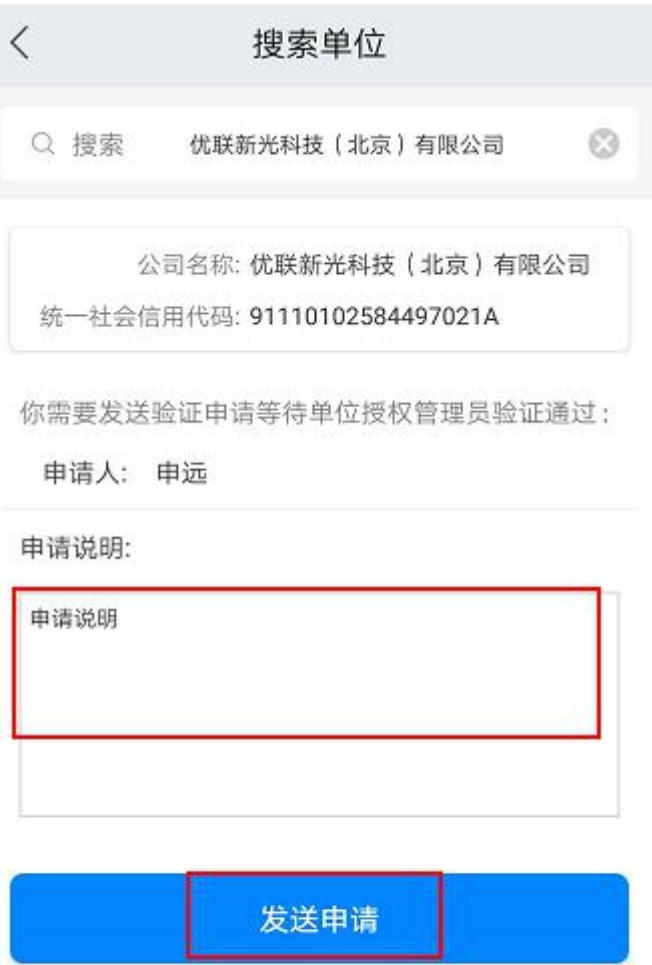 搜索单位
搜索 优联新光科技（北京）有限公司
公司名称: 优联新光科技（北京）有限公司
统一社会信用代码: 91110102584497021A
你需要发送验证申请等待单位授权管理员验证通过:
申请人: 申远
申请说明:
申请说明
发送申请